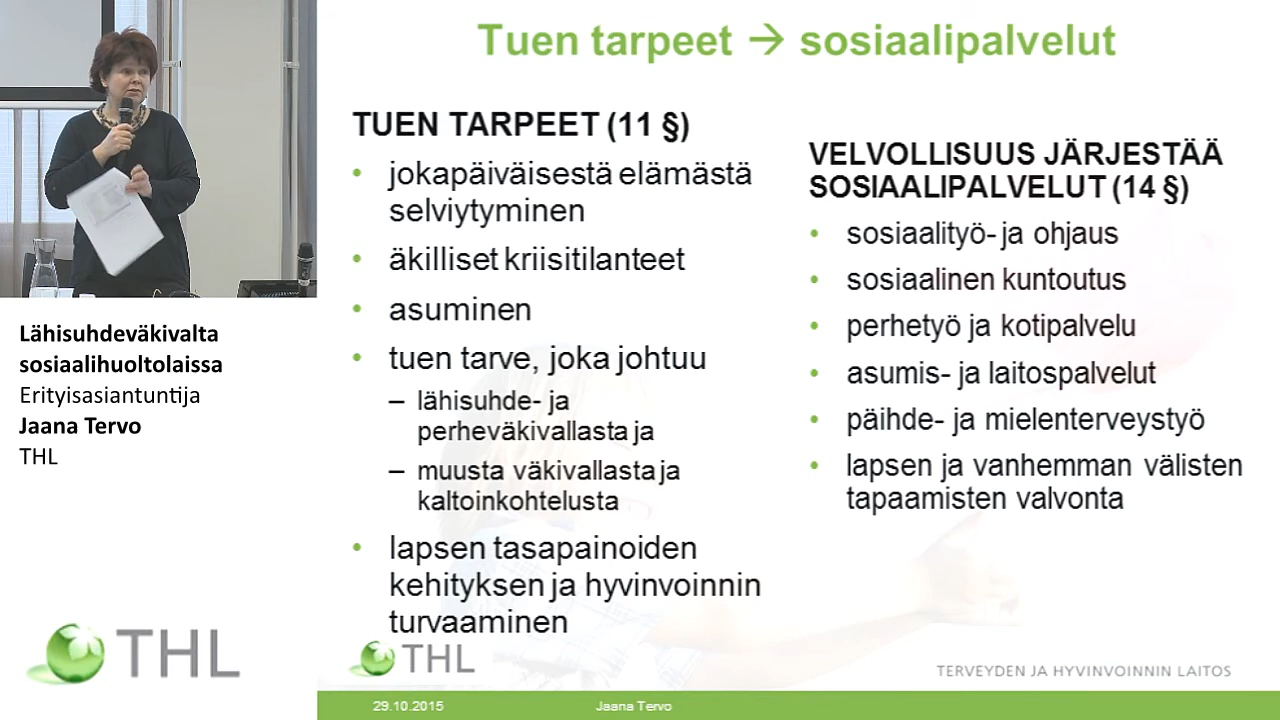 Tuen tarpeet → sosiaalipalvelut
TUEN TARPEET (11 §)
• jokapäiväisestä elämästä
selviytyminen
• äkilliset kriisitilanteet
• asuminen
• tuen tarve, joka johtuu
– lähisuhde- ja
perheväkivallasta ja
– muusta väkivallasta ja
kaltoinkohtelusta
• lapsen tasapainoiden
kehityksen ja hyvinvoinnin
turvaaminen
VELVOLLISUUS JÄRJESTÄÄ
SOSIAALIPALVELUT (14 §)
• sosiaalityö- ja ohjaus
• sosiaalinen kuntoutus
• perhetyö ja kotipalvelu
• asumis- ja laitospalvelut
• päihde- ja mielenterveystyö
• lapsen ja vanhemman välisten
tapaamisten valvonta
Lähisuhdeväkivalta
sosiaalihuoltolaissa
Erityisasiantuntija
Jaana Tervo
THL
THL
THL
TERVEYDEN JA HYVINVOINNIN LAITOS
29.10.2015
Jaana Tervo